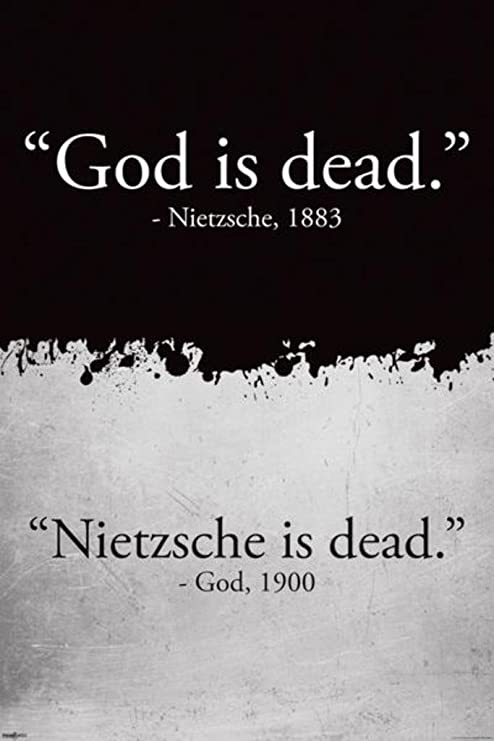 “God is dead.”
- Nietzsche, 1883
“Nietzsche is dead.”
- God, 1900